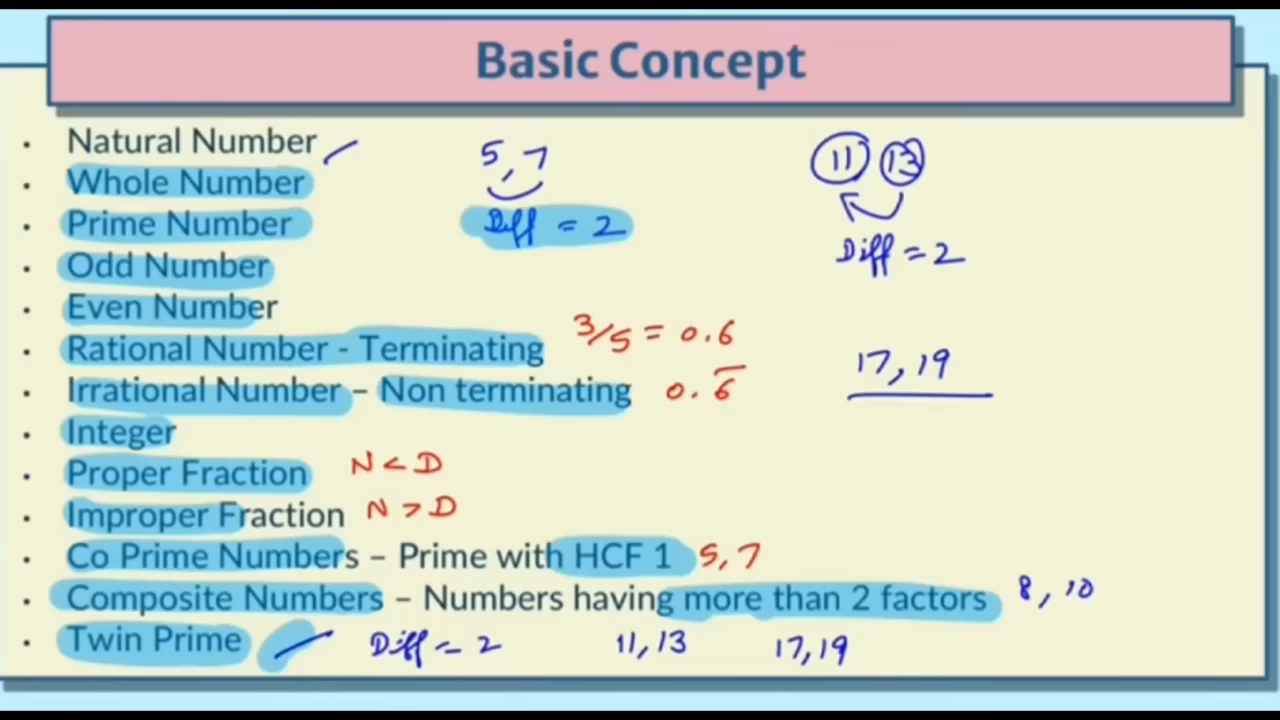 Basic Concept
· Natural Number 5, 7 11 13
· Whole Number
· Prime Number Diff = 2 Diff = 2
· Odd Number
· Even Number
· Rational Number - Terminating 3/5 = 0.6 17, 19
· Irrational Number – Non terminating 0.6̅
· Integer
· Proper Fraction N < D
· Improper Fraction N > D
· Co Prime Numbers – Prime with HCF 1 5, 7
· Composite Numbers – Numbers having more than 2 factors 8, 10
· Twin Prime Diff = 2 11, 13 17, 19